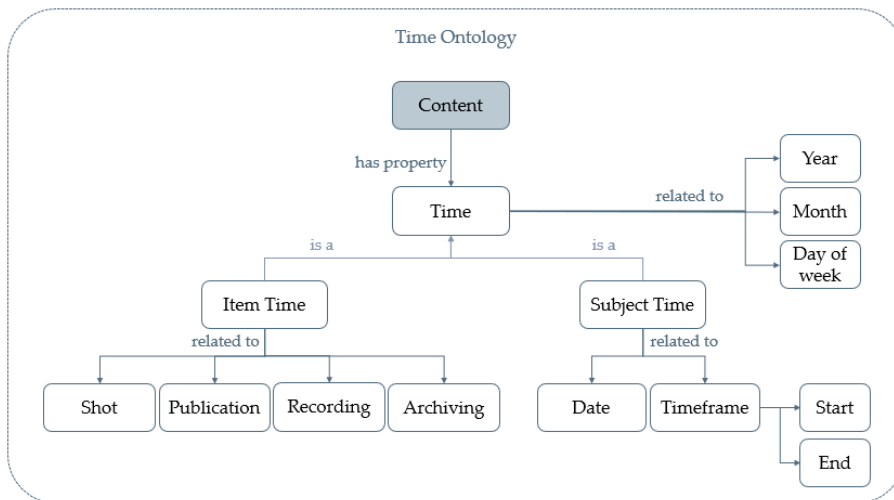 Time Ontology
Content
has property
Time
related to
Year
Month
Day of
week
is a
is a
Item Time
Subject Time
related to
related to
Shot
Publication
Recording
Archiving
Date
Timeframe
Start
End